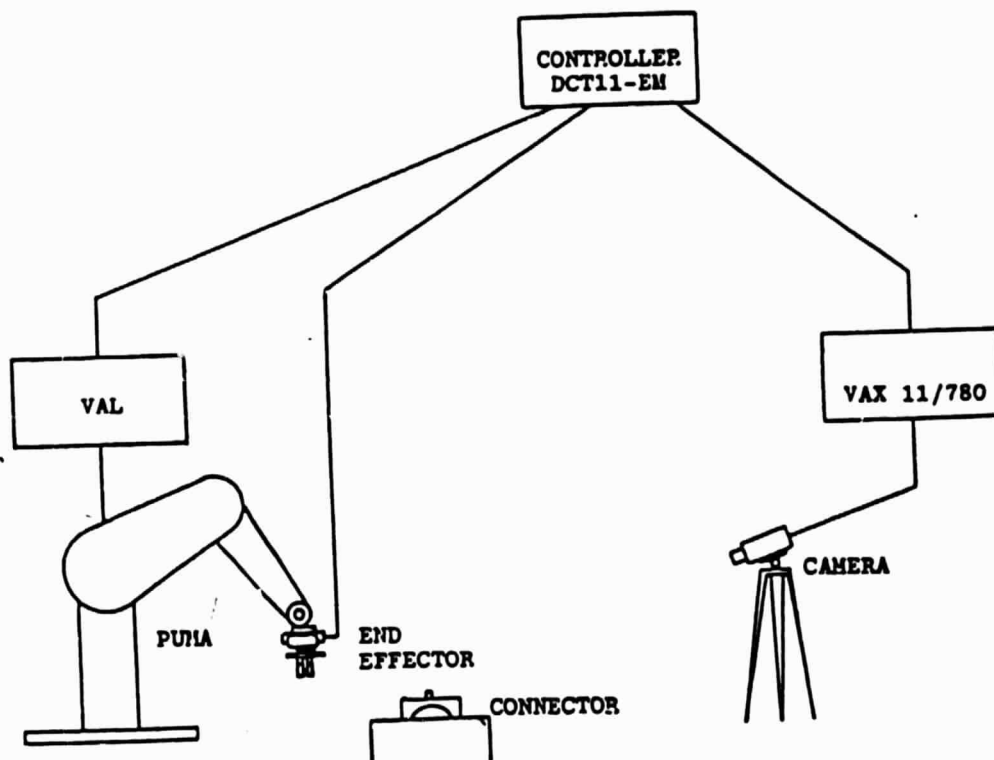 CONTROLLER
DCT11-EM
VAL
VAX 11/780
CAMERA
PUMA
END
EFFECTOR
CONNECTOR